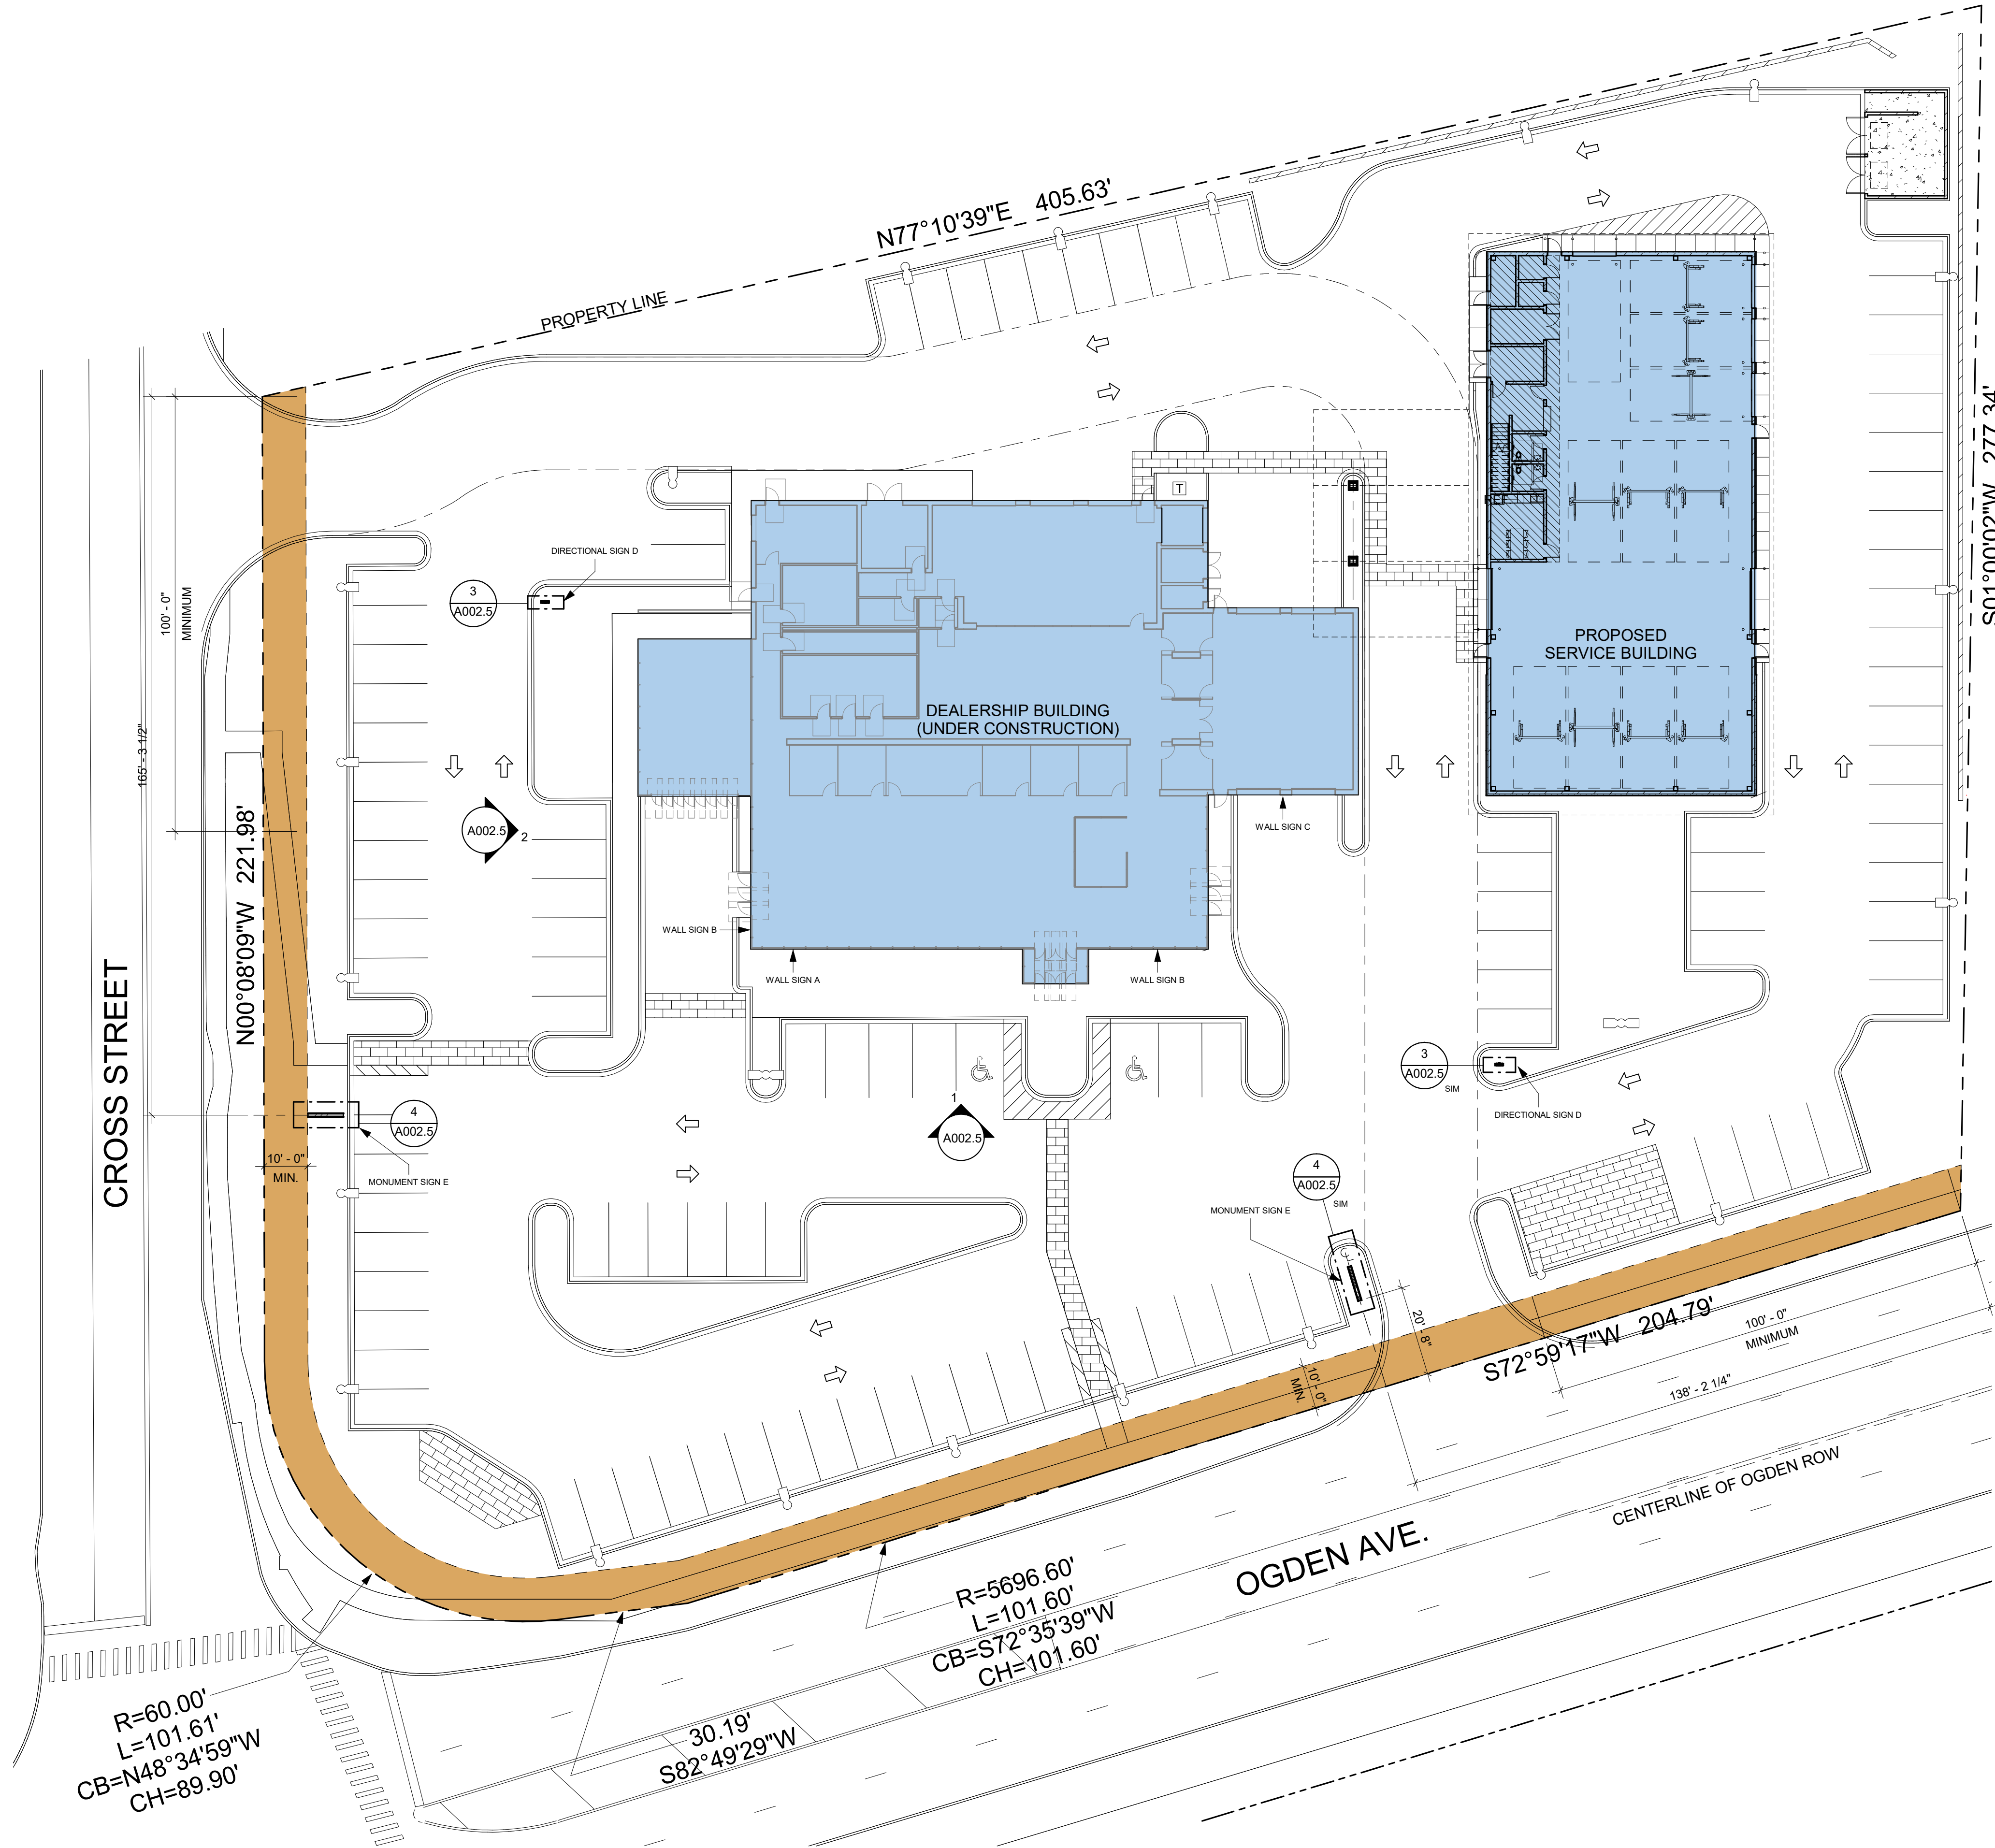 N77°10'39"E 405.63'
PROPERTY LINE
S01°00'02"W 277.34'
100' - 0"
MINIMUM
165' - 3 1/2"
N00°08'09"W 221.98'
CROSS STREET
DIRECTIONAL SIGN D
3
A002.5
T
REF
PROPOSED
SERVICE BUILDING
DEALERSHIP BUILDING
(UNDER CONSTRUCTION)
A002.5
2
WALL SIGN C
WALL SIGN B
WALL SIGN A
WALL SIGN B
3
A002.5
SIM
DIRECTIONAL SIGN D
1
A002.5
4
A002.5
MONUMENT SIGN E
10' - 0"
MIN.
4
A002.5
SIM
MONUMENT SIGN E
20' - 8"
10' - 0"
MIN.
S72°59'17"W 204.79'
100' - 0"
MINIMUM
138' - 2 1/4"
CENTERLINE OF OGDEN ROW
OGDEN AVE.
R=5696.60'
L=101.60'
CB=S72°35'39"W
CH=101.60'
30.19'
S82°49'29"W
R=60.00'
L=101.61'
CB=N48°34'59"W
CH=89.90'